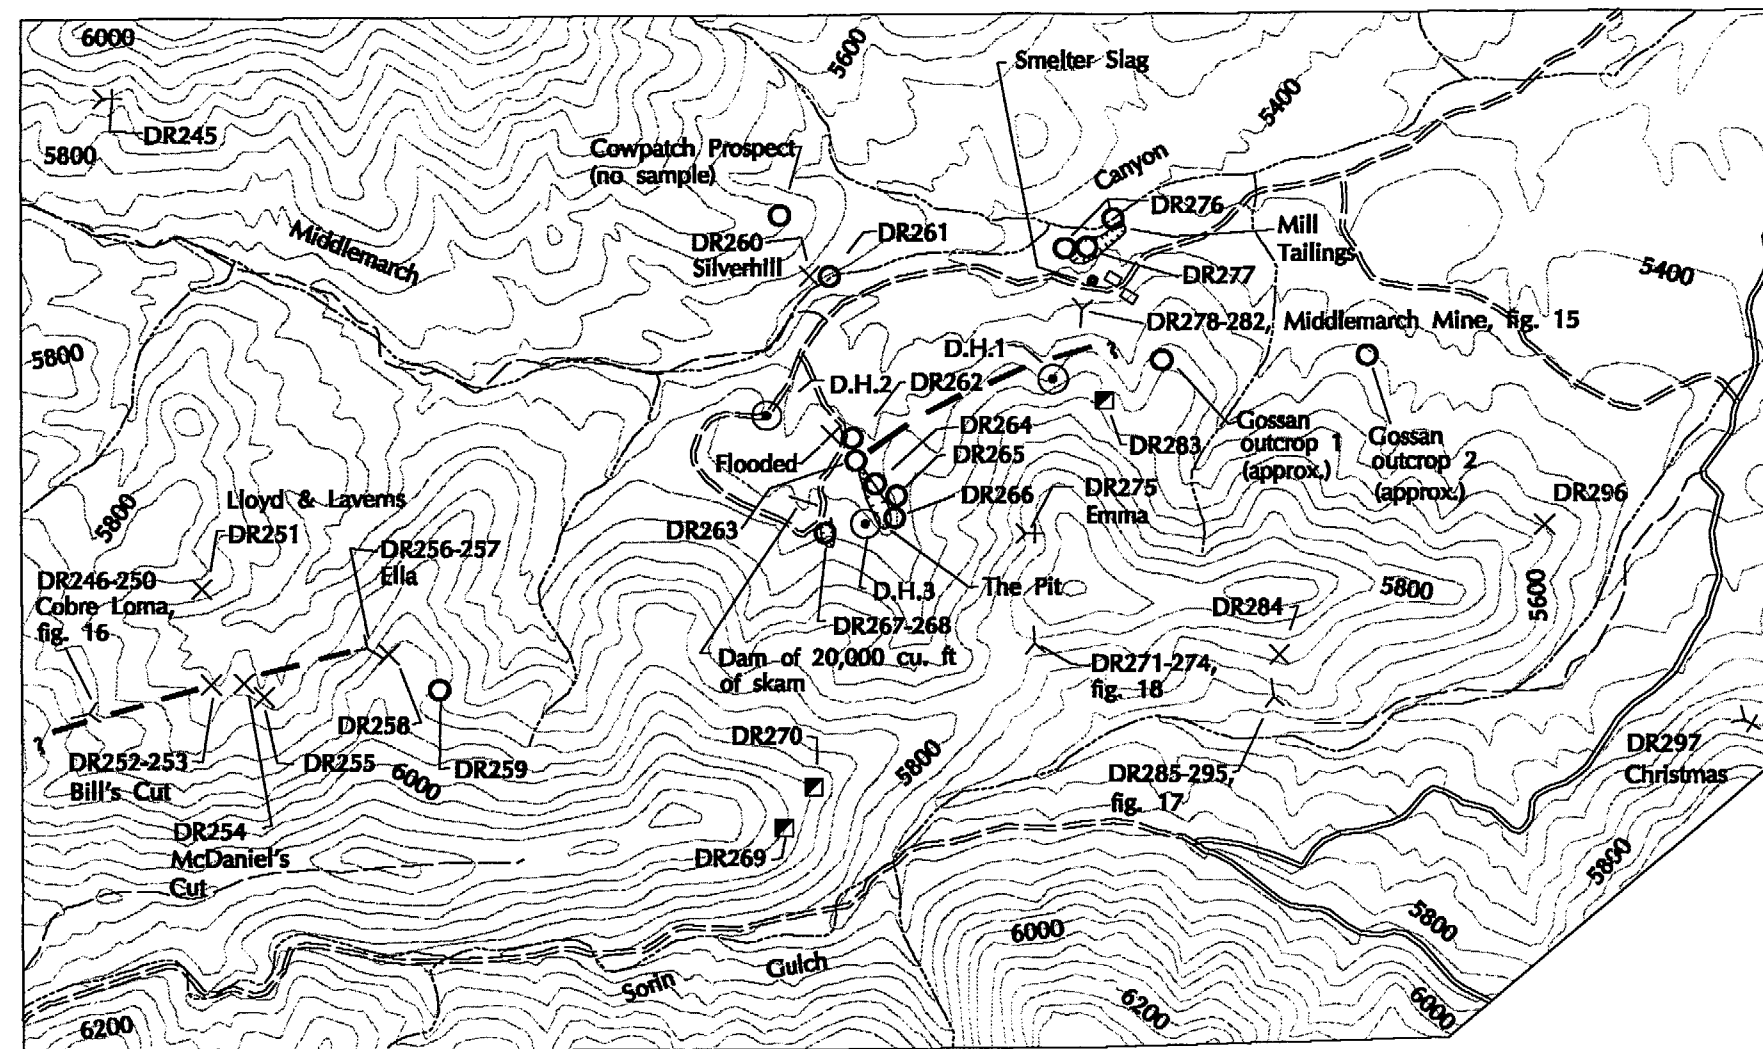 6000
5600
Smelter Slag
5400
DR245
5800
Cowpatch Prospect
(no sample)
Canyon
DR276
Mill
Tailings
Middlemarch
DR260
Silverhill
DR261
DR277
5400
DR278-282, Middlemarch Mine, fig. 15
5800
D.H.1
D.H.2
DR262
Gossan
outcrop 1
(approx.)
Gossan
outcrop 2
(approx.)
DR264
DR265
DR283
Flooded
DR266
DR275
Emma
DR296
Lloyd & Laverns
5800
DR251
DR263
DR256-257
Ella
DR246-250
Cobre Loma,
fig. 16
D.H.3
The Pit
5800
5600
DR284
DR267-268
Dam of 20,000 cu. ft
of skarn
DR271-274,
fig. 18
DR258
DR270
?
?
DR252-253
Bill's Cut
DR255
6000
DR259
5800
DR285-295,
fig. 17
DR297
Christmas
DR254
McDaniel's
Cut
DR269
5800
5800
6000
Sorin Gulch
6200
6200
6000